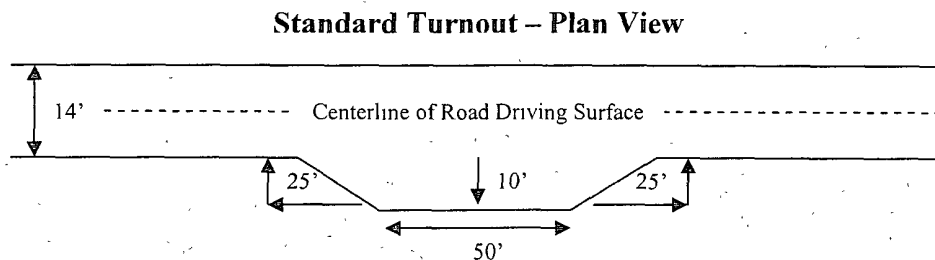 Standard Turnout – Plan View
14’
Centerline of Road Driving Surface
25’
10’
25’
50’